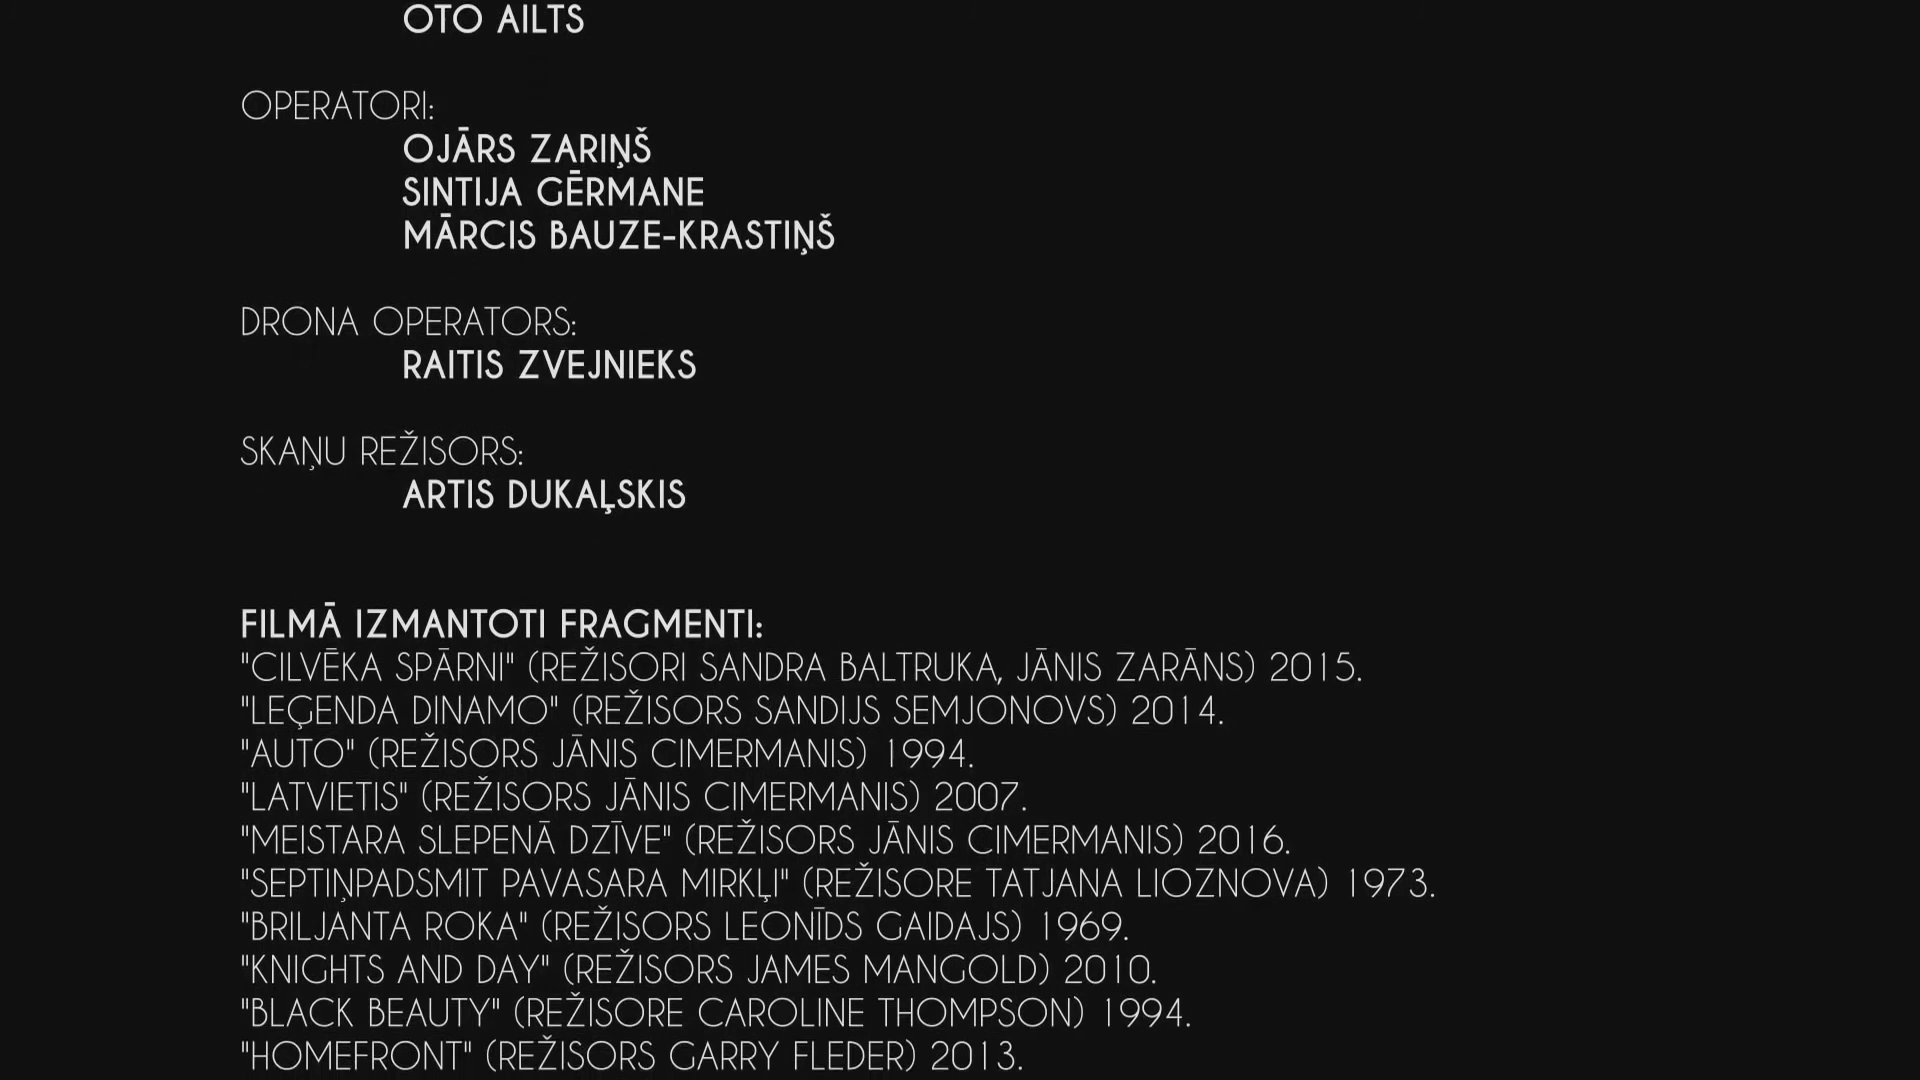 OTO AILTS
OPERATORI:
OJĀRS ZARIŅŠ
SINTIJA GĒRMANE
MĀRCIS BAUZE-KRASTIŅŠ
DRONA OPERATORS:
RAITIS ZVEJNIEKS
SKAŅU REŽISORS:
ARTIS DUKAĻSKIS
FILMĀ IZMANTOTI FRAGMENTI:
"CILVĒKA SPĀRNI" (REŽISORI SANDRA BALTRUKA, JĀNIS ZARĀNS) 2015.
"LEĢENDA DINAMO" (REŽISORS SANDIJS SEMJONOVS) 2014.
"AUTO" (REŽISORS JĀNIS CIMERMANIS) 1994.
"LATVIETIS" (REŽISORS JĀNIS CIMERMANIS) 2007.
"MEISTARA SLEPENĀ DZĪVE" (REŽISORS JĀNIS CIMERMANIS) 2016.
"SEPTIŅPADSMIT PAVASARA MIRKĻI" (REŽISORE TATJANA LIOZNOVA) 1973.
"BRILJANTA ROKA" (REŽISORS LEONĪDS GAIDAJS) 1969.
"KNIGHTS AND DAY" (REŽISORS JAMES MANGOLD) 2010.
"BLACK BEAUTY" (REŽISORE CAROLINE THOMPSON) 1994.
"HOMEFRONT" (REŽISORS GARRY FLEDER) 2013.